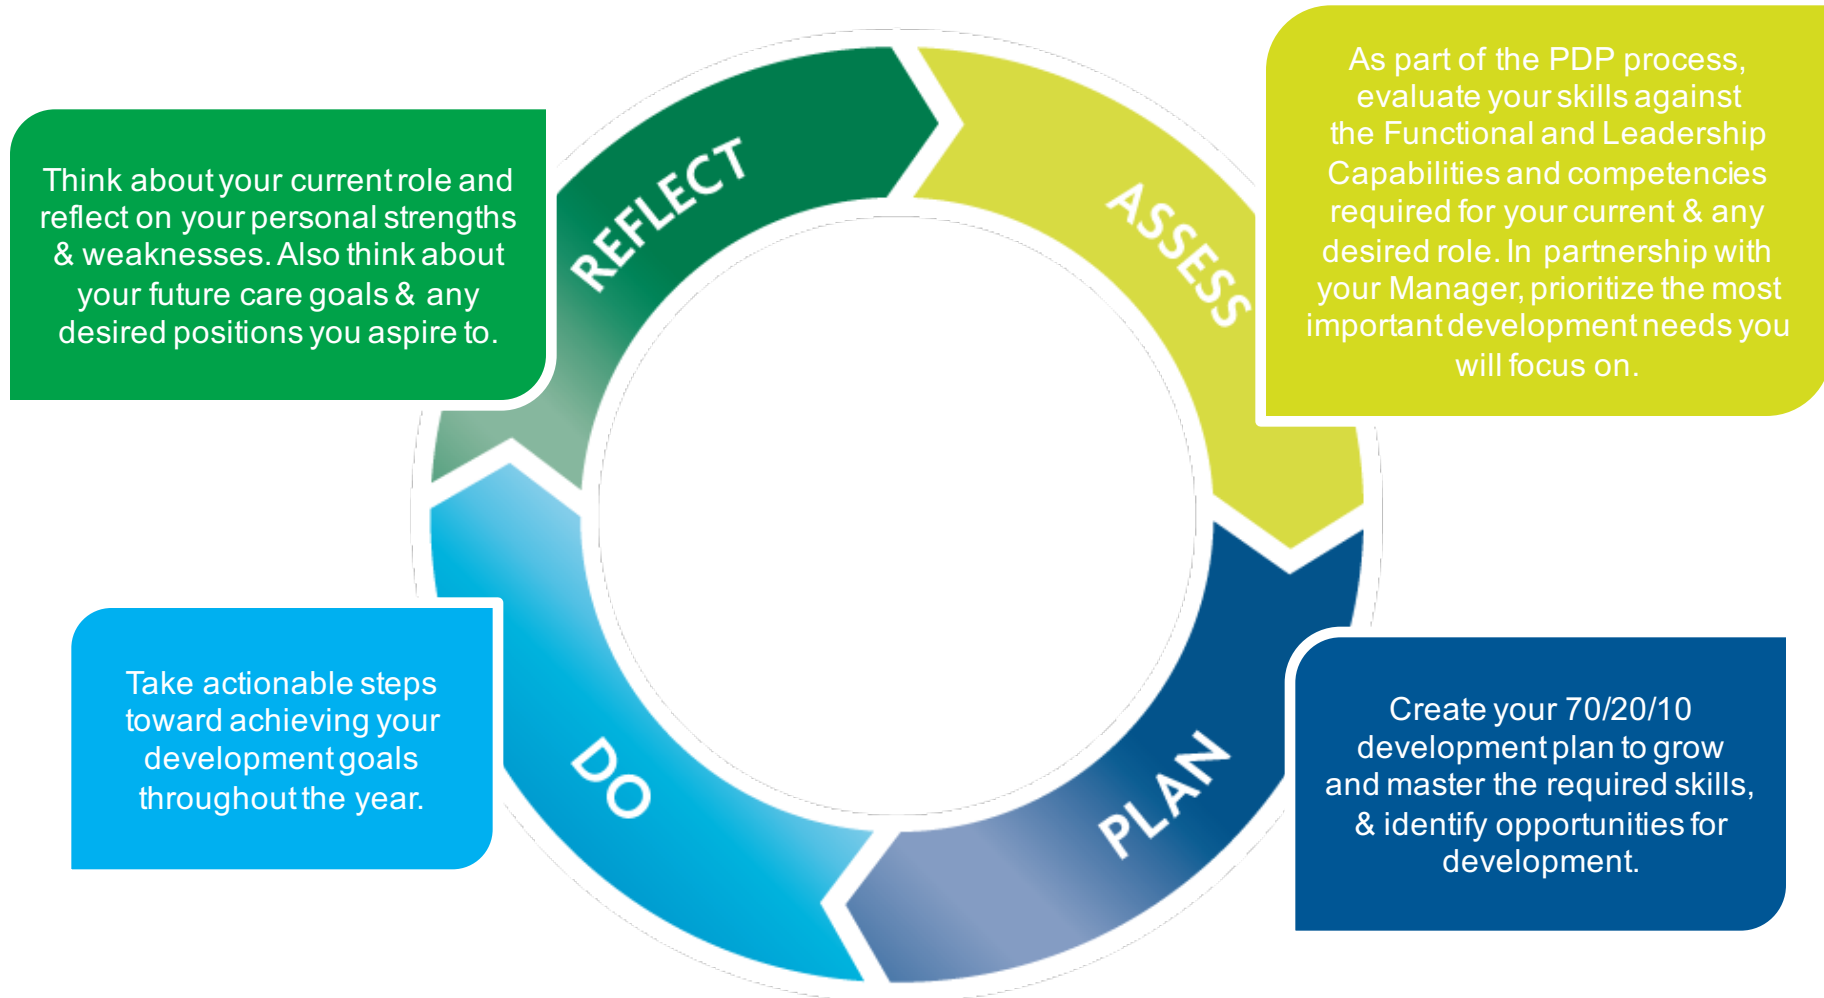 Think about your current role and
reflect on your personal strengths
& weaknesses. Also think about
your future care goals & any
desired positions you aspire to.
REFLECT
As part of the PDP process,
evaluate your skills against
the Functional and Leadership
Capabilities and competencies
required for your current & any
desired role. In partnership with
your Manager, prioritize the most
important development needs you
will focus on.
ASSESS
Take actionable steps
toward achieving your
development goals
throughout the year.
DO
PLAN
Create your 70/20/10
development plan to grow
and master the required skills,
& identify opportunities for
development.